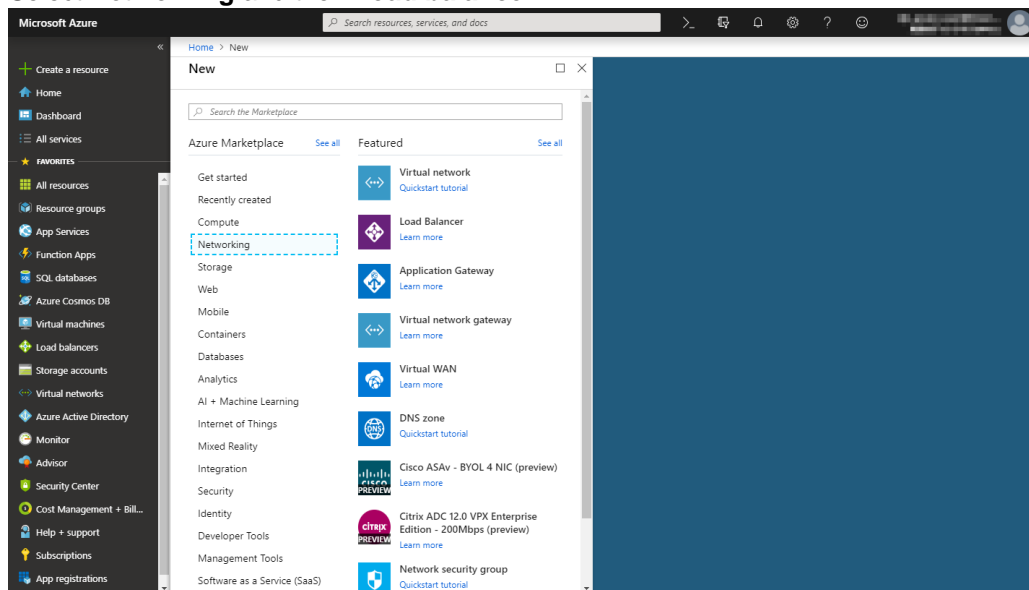 Microsoft Azure
Search resources, services, and docs
Create a resource
Home
Dashboard
All services
FAVORITES
All resources
Resource groups
App Services
Function Apps
SQL databases
Azure Cosmos DB
Virtual machines
Load balancers
Storage accounts
Virtual networks
Azure Active Directory
Monitor
Advisor
Security Center
Cost Management + Bill...
Help + support
Subscriptions
App registrations
Home > New
New
Search the Marketplace
Azure Marketplace See all
Get started
Recently created
Compute
Networking
Storage
Web
Mobile
Containers
Databases
Analytics
AI + Machine Learning
Internet of Things
Mixed Reality
Integration
Security
Identity
Developer Tools
Management Tools
Software as a Service (SaaS)
Featured See all
Virtual network
Quickstart tutorial
Load Balancer
Learn more
Application Gateway
Learn more
Virtual network gateway
Learn more
Virtual WAN
Learn more
DNS
DNS zone
Quickstart tutorial
CISCO
PREVIEW
Cisco ASAv - BYOL 4 NIC (preview)
Learn more
CITRIX
PREVIEW
Citrix ADC 12.0 VPX Enterprise
Edition - 200Mbps (preview)
Learn more
Network security group
Quickstart tutorial